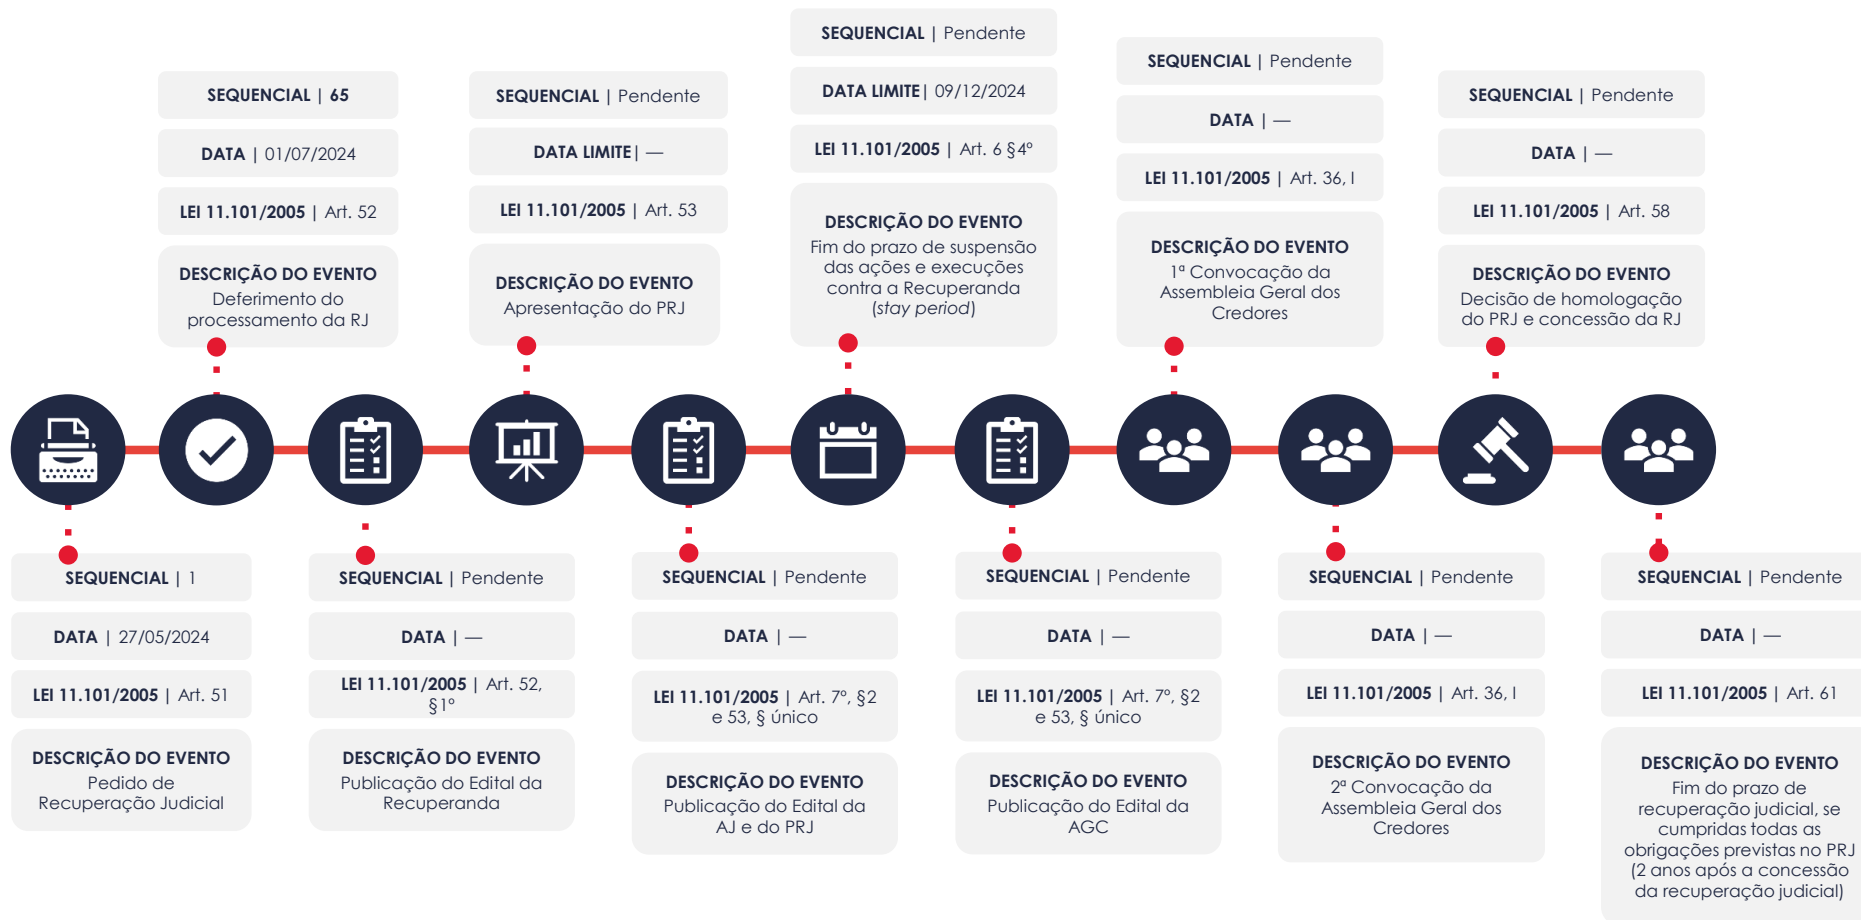 SEQUENCIAL | 1
DATA | 27/05/2024
LEI 11.101/2005 | Art. 51
DESCRIÇÃO DO EVENTO
Pedido de
Recuperação Judicial
SEQUENCIAL | 65
DATA | 01/07/2024
LEI 11.101/2005 | Art. 52
DESCRIÇÃO DO EVENTO
Deferimento do
processamento da RJ
SEQUENCIAL | Pendente
DATA | —
LEI 11.101/2005 | Art. 52,
§1º
DESCRIÇÃO DO EVENTO
Publicação do Edital da
Recuperanda
SEQUENCIAL | Pendente
DATA LIMITE| —
LEI 11.101/2005 | Art. 53
DESCRIÇÃO DO EVENTO
Apresentação do PRJ
SEQUENCIAL | Pendente
DATA | —
LEI 11.101/2005 | Art. 7º, §2
e 53, § único
DESCRIÇÃO DO EVENTO
Publicação do Edital da
AJ e do PRJ
SEQUENCIAL | Pendente
DATA LIMITE| 09/12/2024
LEI 11.101/2005 | Art. 6 §4º
DESCRIÇÃO DO EVENTO
Fim do prazo de suspensão
das ações e execuções
contra a Recuperanda
(stay period)
SEQUENCIAL | Pendente
DATA | —
LEI 11.101/2005 | Art. 7º, §2
e 53, § único
DESCRIÇÃO DO EVENTO
Publicação do Edital da
AGC
SEQUENCIAL | Pendente
DATA | —
LEI 11.101/2005 | Art. 36, I
DESCRIÇÃO DO EVENTO
1ª Convocação da
Assembleia Geral dos
Credores
SEQUENCIAL | Pendente
DATA | —
LEI 11.101/2005 | Art. 36, I
DESCRIÇÃO DO EVENTO
2ª Convocação da
Assembleia Geral dos
Credores
SEQUENCIAL | Pendente
DATA | —
LEI 11.101/2005 | Art. 58
DESCRIÇÃO DO EVENTO
Decisão de homologação
do PRJ e concessão da RJ
SEQUENCIAL | Pendente
DATA | —
LEI 11.101/2005 | Art. 61
DESCRIÇÃO DO EVENTO
Fim do prazo de
recuperação judicial, se
cumpridas todas as
obrigações previstas no PRJ
(2 anos após a concessão
da recuperação judicial)